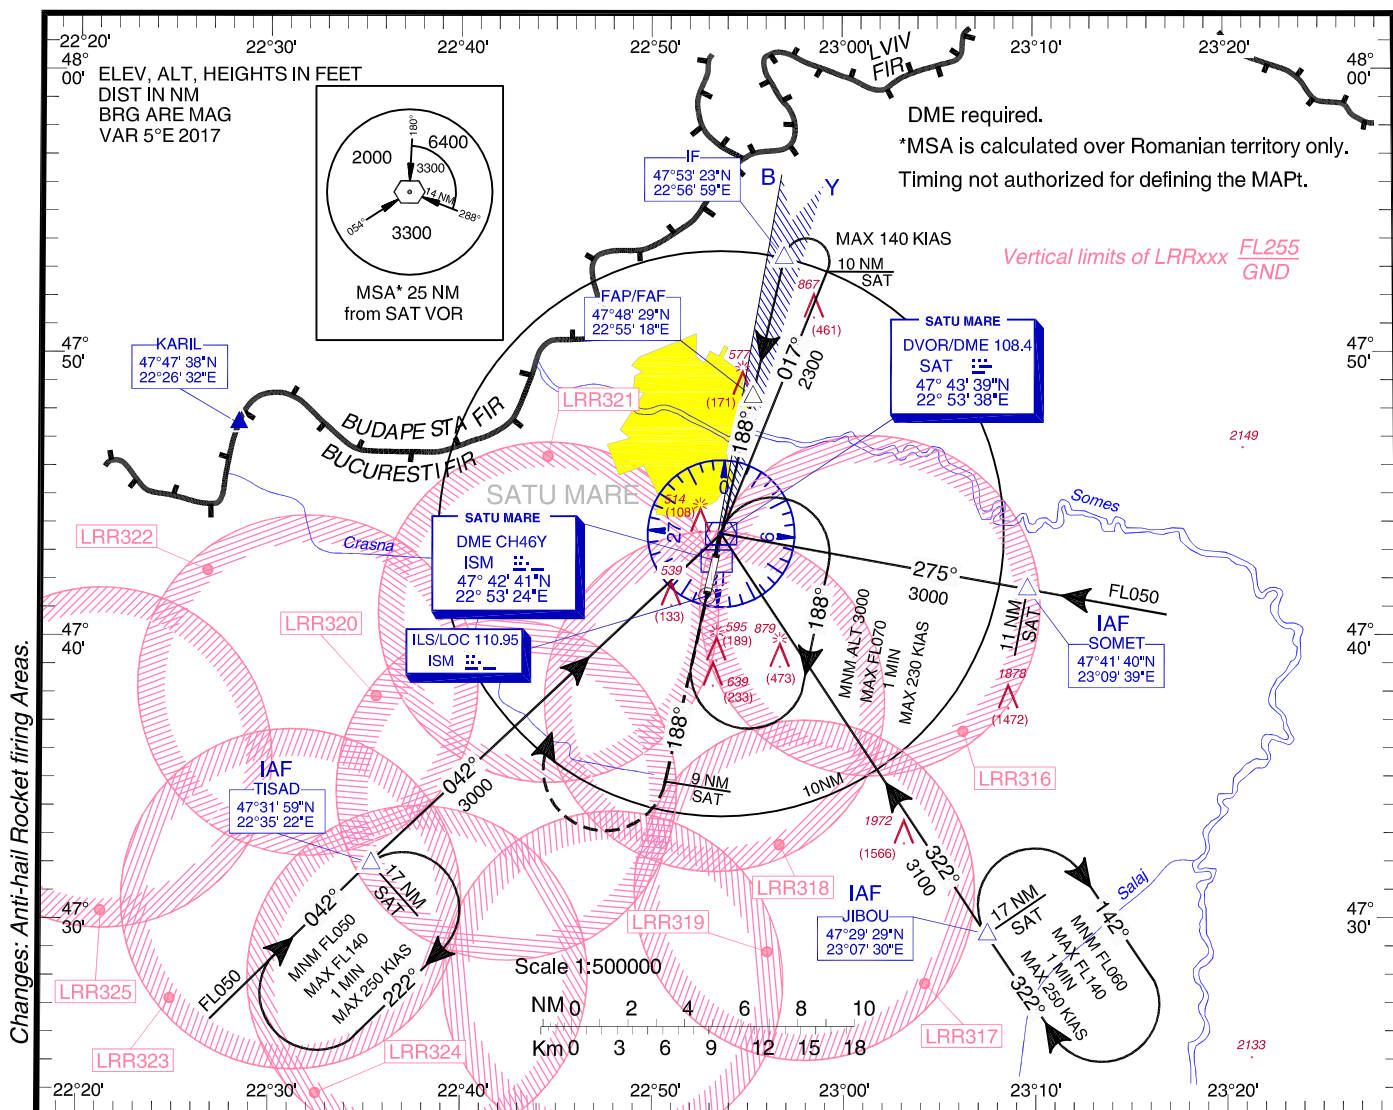 22°20'
22°30'
22°40'
22°50'
23°00'
23°10'
23°20'
48°
00'
48°
00'
ELEV, ALT, HEIGHTS IN FEET
DIST IN NM
BRG ARE MAG
VAR 5°E 2017
180°
2000
6400
3300
14 NM
054°
288°
3300
MSA* 25 NM
from SAT VOR
LVIV
FIR
DME required.
*MSA is calculated over Romanian territory only.
Timing not authorized for defining the MAPt.
IF
47°53' 23"N
22°56' 59"E
B
Y
MAX 140 KIAS
10 NM
SAT
Vertical limits of LRRxxx FL255
GND
867
(461)
FAP/FAF
47°48' 29"N
22°55' 18"E
SATU MARE
DVOR/DME 108.4
SAT
47° 43' 39"N
22° 53' 38"E
KARIL
47°47' 38"N
22°26' 32"E
47°
50'
47°
50'
577
(171)
017°
2300
LRR321
BUDAPESTA FIR
BUCURESTI FIR
188°
2149
0
SATU MARE
514
(108)
27
9
Somes
LRR322
Crasna
SATU MARE
DME CH46Y
ISM
47° 42' 41"N
22° 53' 24"E
539
(133)
275°
3000
FL050
11 NM
SAT
IAF
SOMET
47°41' 40"N
23°09' 39"E
188°
MNM ALT 3000
MAX FL070
1 MIN
MAX 230 KIAS
LRR320
ILS/LOC 110.95
ISM
595
(189)
879
(473)
639
(233)
47°
40'
47°
40'
1878
(1472)
188°
LRR316
IAF
TISAD
47°31' 59"N
22°35' 22"E
042°
3000
9 NM
SAT
10NM
1972
(1566)
322°
3100
LRR318
IAF
JIBOU
47°29' 29"N
23°07' 30"E
17 NM
SAT
142°
MNM FL060
MAX FL140
1 MIN
MAX 250 KIAS
322°
Salaj
47°
30'
47°
30'
17 NM
SAT
042°
MNM FL050
MAX FL140
1 MIN
MAX 250 KIAS
222°
FL050
LRR319
LRR325
LRR323
LRR324
LRR317
Scale 1:500000
NM 0 2 4 6 8 10
Km 0 3 6 9 12 15 18
2133
22°20'
22°30'
22°40'
22°50'
23°00'
23°10'
23°20'
Changes: Anti-hail Rocket firing Areas.